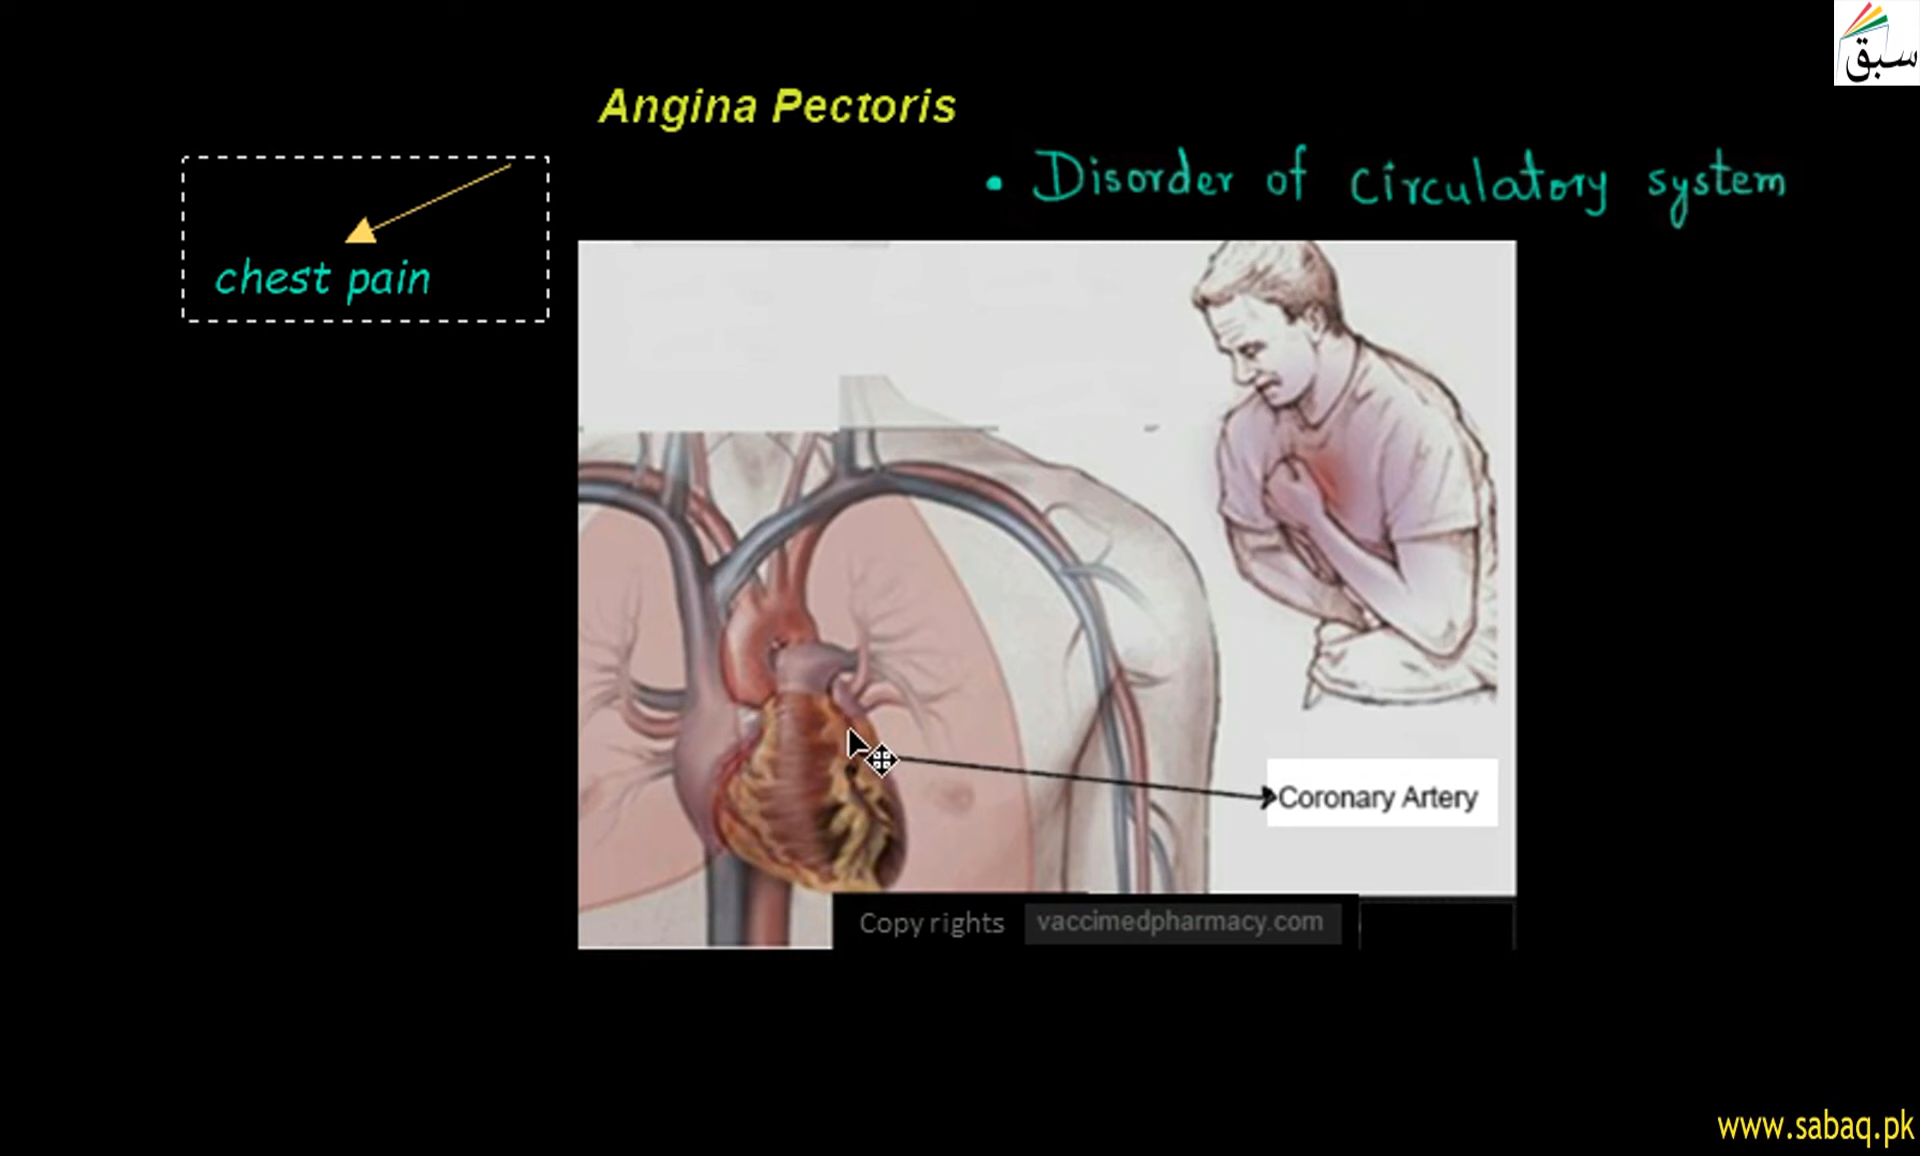 سبق
Angina Pectoris
• Disorder of circulatory system
chest pain
Coronary Artery
Copy rights vaccimedpharmacy.com
www.sabaq.pk